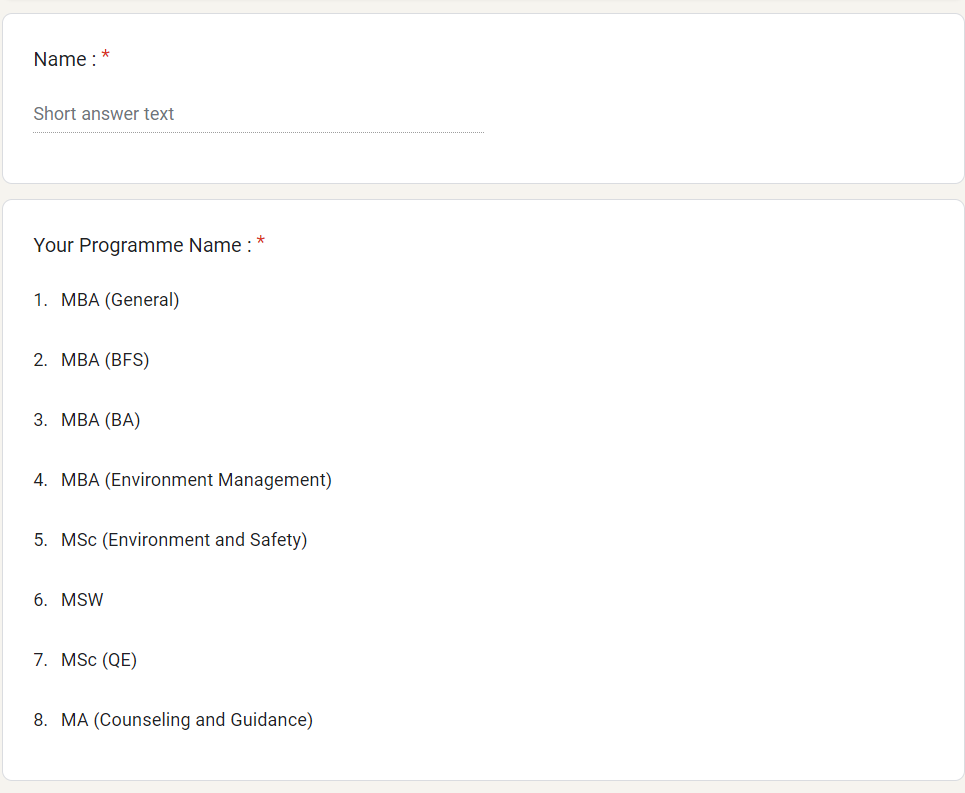 Name : *
Short answer text
Your Programme Name : *
1. MBA (General)
2. MBA (BFS)
3. MBA (BA)
4. MBA (Environment Management)
5. MSc (Environment and Safety)
6. MSW
7. MSc (QE)
8. MA (Counseling and Guidance)